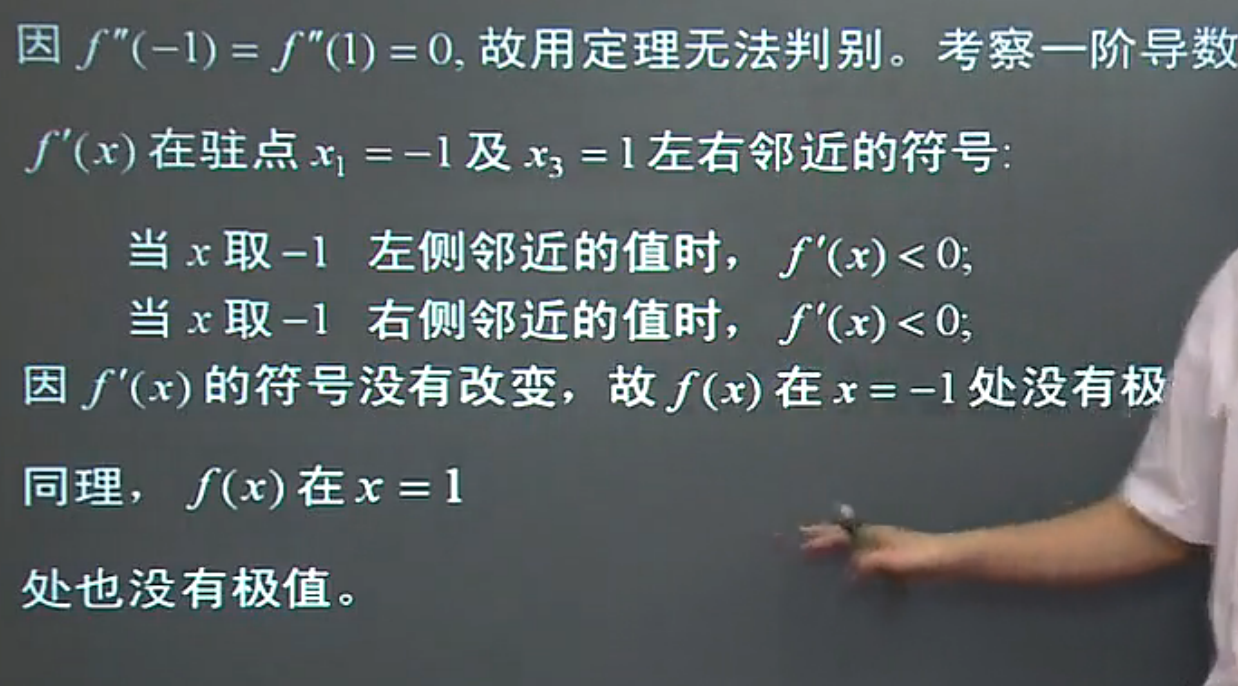 因 f″(−1) = f″(1) = 0, 故用定理无法判别。考察一阶导数
f′(x) 在驻点 x₁ = −1 及 x₃ = 1 左右邻近的符号:
当 x 取 −1 左侧邻近的值时， f′(x) < 0;
当 x 取 −1 右侧邻近的值时， f′(x) < 0;
因 f′(x) 的符号没有改变，故 f(x) 在 x = −1 处没有极
同理， f(x) 在 x = 1
处也没有极值。